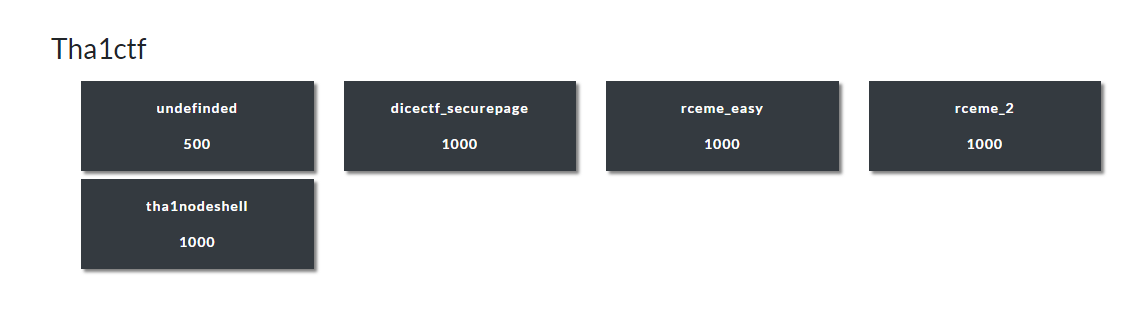 Tha1ctf
undefinded
500
dicectf_securepage
1000
rceme_easy
1000
rceme_2
1000
tha1nodeshell
1000